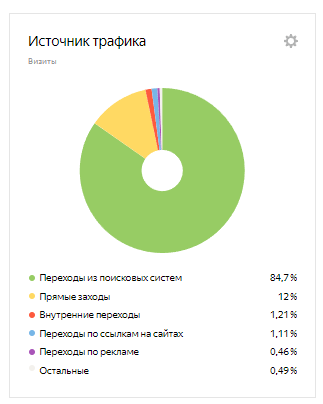 Источник трафика
Визиты
Переходы из поисковых систем 84,7%
Прямые заходы 12%
Внутренние переходы 1,21%
Переходы по ссылкам на сайтах 1,11%
Переходы по рекламе 0,46%
Остальные 0,49%